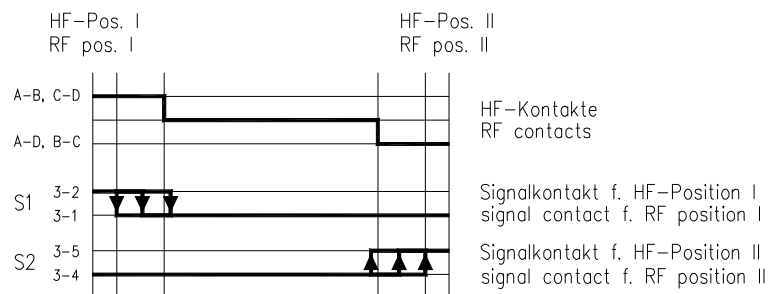 HF-Pos. I
RF pos. I
HF-Pos. II
RF pos. II
A-B, C-D
A-D, B-C
HF-Kontakte
RF contacts
S1
3-2
3-1
Signalkontakt f. HF-Position I
signal contact f. RF position I
S2
3-5
3-4
Signalkontakt f. HF-Position II
signal contact f. RF position II